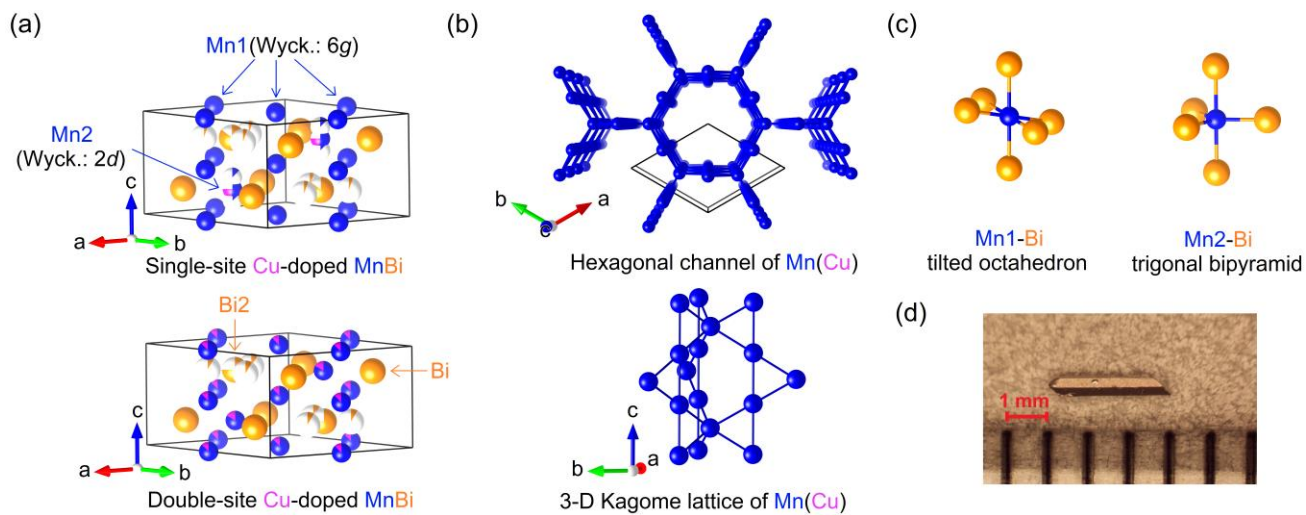 (a)
Mn1(Wyck.: 6g)
Mn2
(Wyck.: 2d)
c
a
b
Single-site Cu-doped MnBi
Bi2
Bi
c
a
b
Double-site Cu-doped MnBi
(b)
b
a
c
Hexagonal channel of Mn(Cu)
c
a
b
3-D Kagome lattice of Mn(Cu)
(c)
Mn1-Bi
tilted octahedron
Mn2-Bi
trigonal bipyramid
(d)
1 mm